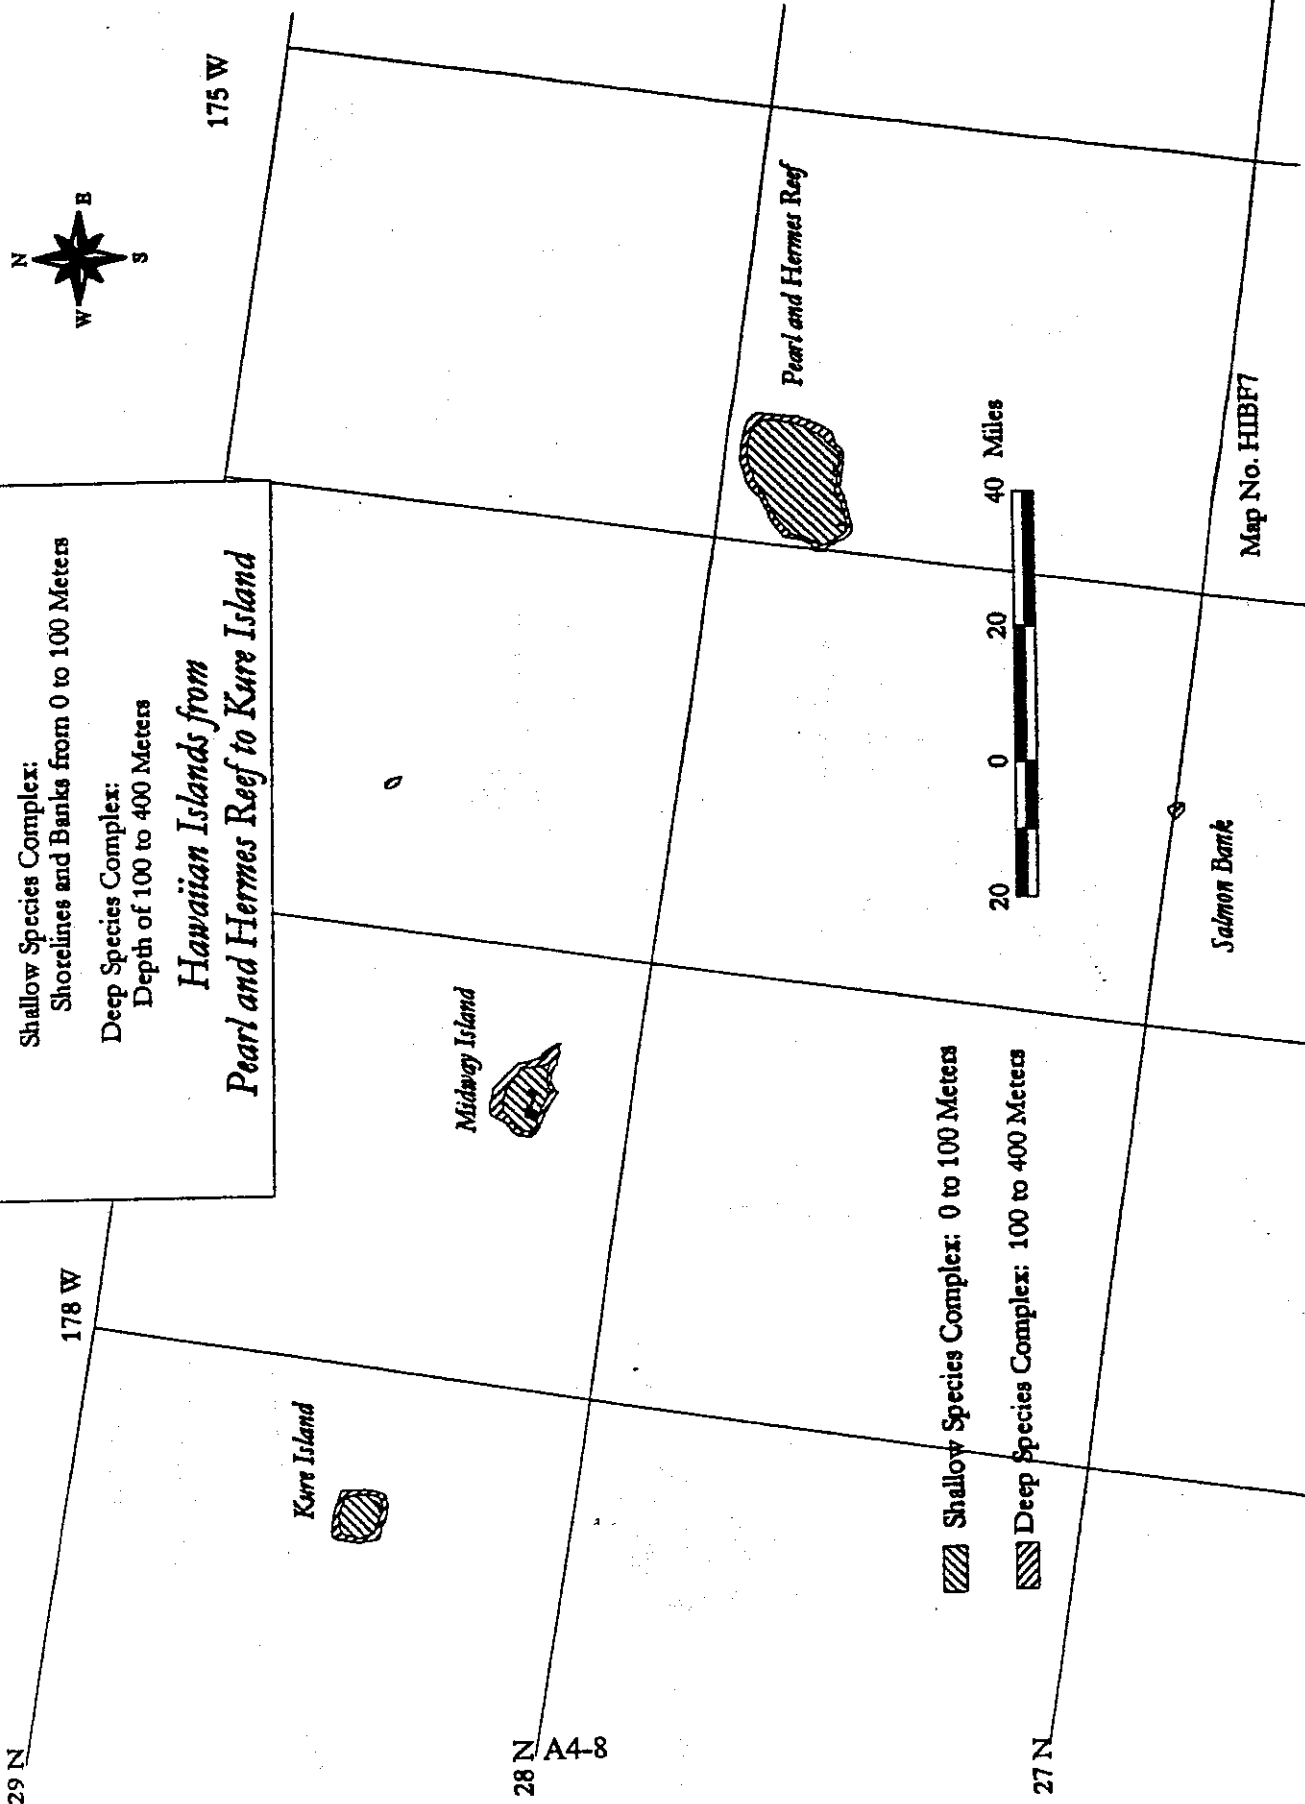 Shallow Species Complex:
Shorelines and Banks from 0 to 100 Meters
Deep Species Complex:
Depth of 100 to 400 Meters
Hawaiian Islands from
Pearl and Hermes Reef to Kure Island
N
W
E
S
29 N
178 W
175 W
Kure Island
Midway Island
Pearl and Hermes Reef
28 N
A4-8
Shallow Species Complex: 0 to 100 Meters
Deep Species Complex: 100 to 400 Meters
20 0 20 40 Miles
27 N
Salmon Bank
Map No. HIBF7